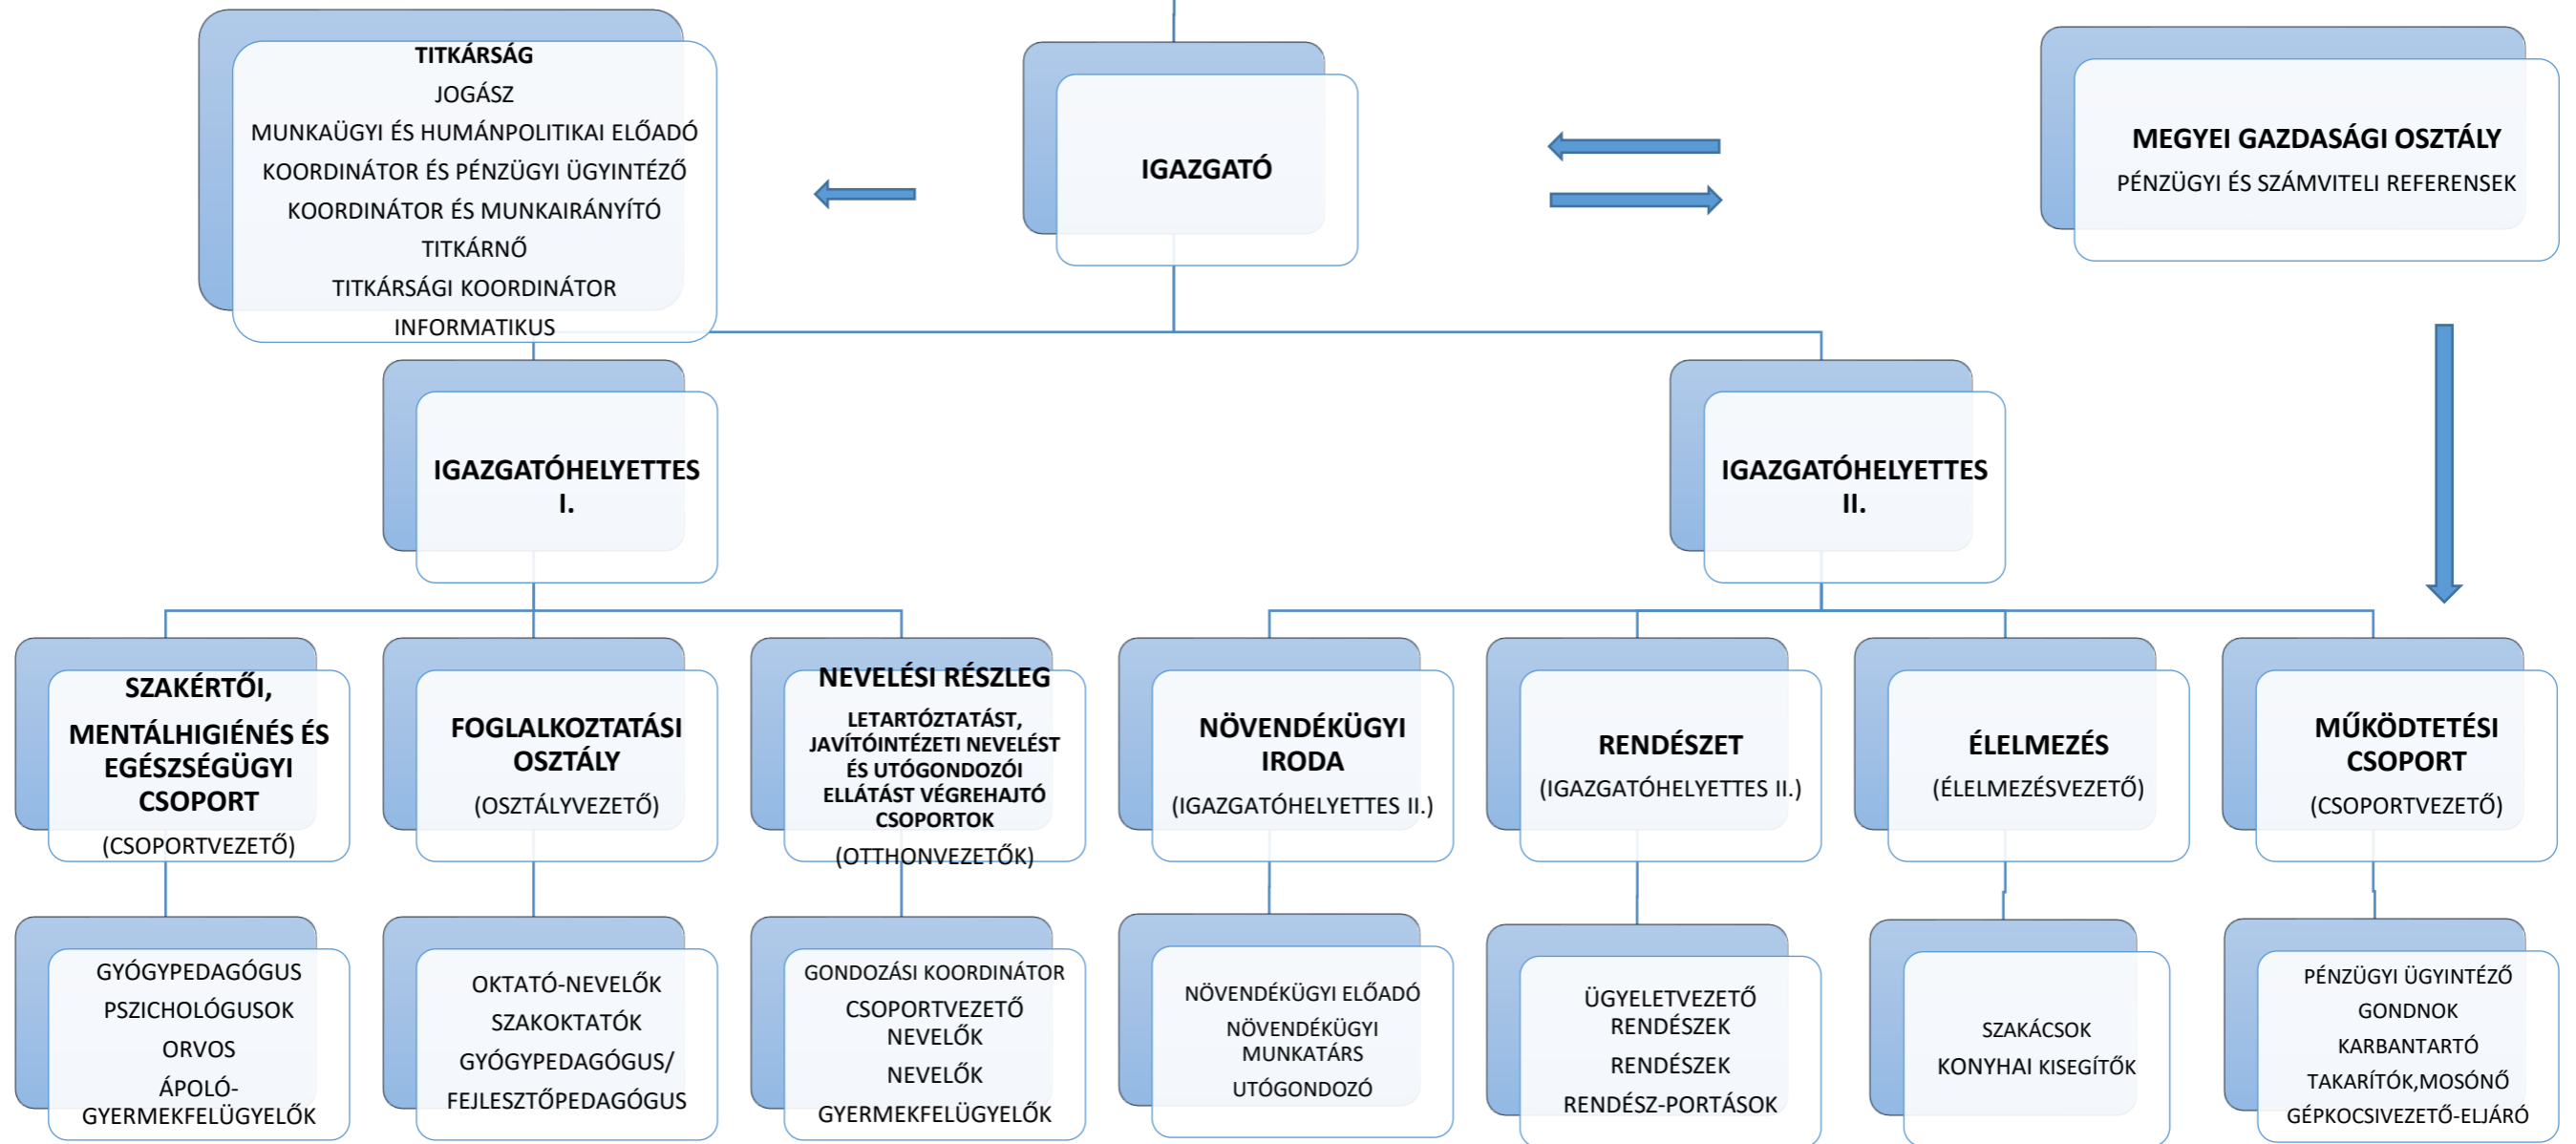 TITKÁRSÁG
JOGÁSZ
MUNKAÜGYI ÉS HUMÁNPOLITIKAI ELŐADÓ
KOORDINÁTOR ÉS PÉNZÜGYI ÜGYINTÉZŐ
KOORDINÁTOR ÉS MUNKAIRÁNYÍTÓ
TITKÁRNŐ
TITKÁRSÁGI KOORDINÁTOR
INFORMATIKUS
IGAZGATÓ
MEGYEI GAZDASÁGI OSZTÁLY
PÉNZÜGYI ÉS SZÁMVITELI REFERENSEK
IGAZGATÓHELYETTES
I.
IGAZGATÓHELYETTES
II.
SZAKÉRTŐI,
MENTÁLHIGIÉNÉS ÉS
EGÉSZSÉGÜGYI
CSOPORT
(CSOPORTVEZETŐ)
FOGLALKOZTATÁSI
OSZTÁLY
(OSZTÁLYVEZETŐ)
NEVELÉSI RÉSZLEG
LETARTÓZTATÁST,
JAVÍTÓINTÉZETI NEVELÉST
ÉS UTÓGONDOZÓI
ELLÁTÁST VÉGREHAJTÓ
CSOPORTOK
(OTTHONVEZETŐK)
NÖVENDÉKÜGYI
IRODA
(IGAZGATÓHELYETTES II.)
RENDÉSZET
(IGAZGATÓHELYETTES II.)
ÉLELMEZÉS
(ÉLELMEZÉSVEZETŐ)
MŰKÖDTETÉSI
CSOPORT
(CSOPORTVEZETŐ)
GYÓGYPEDAGÓGUS
PSZICHOLÓGUSOK
ORVOS
ÁPOLÓ-
GYERMEKFELÜGYELŐK
OKTATÓ-NEVELŐK
SZAKOKTATÓK
GYÓGYPEDAGÓGUS/
FEJLESZTŐPEDAGÓGUS
GONDOZÁSI KOORDINÁTOR
CSOPORTVEZETŐ
NEVELŐK
NEVELŐK
GYERMEKFELÜGYELŐK
NÖVENDÉKÜGYI ELŐADÓ
NÖVENDÉKÜGYI
MUNKATÁRS
UTÓGONDOZÓ
ÜGYELETVEZETŐ
RENDÉSZEK
RENDÉSZEK
RENDÉSZ-PORTÁSOK
SZAKÁCSOK
KONYHAI KISEGÍTŐK
PÉNZÜGYI ÜGYINTÉZŐ
GONDNOK
KARBANTARTÓ
TAKARÍTÓK,MOSÓNŐ
GÉPKOCSIVEZETŐ-ELJÁRÓ